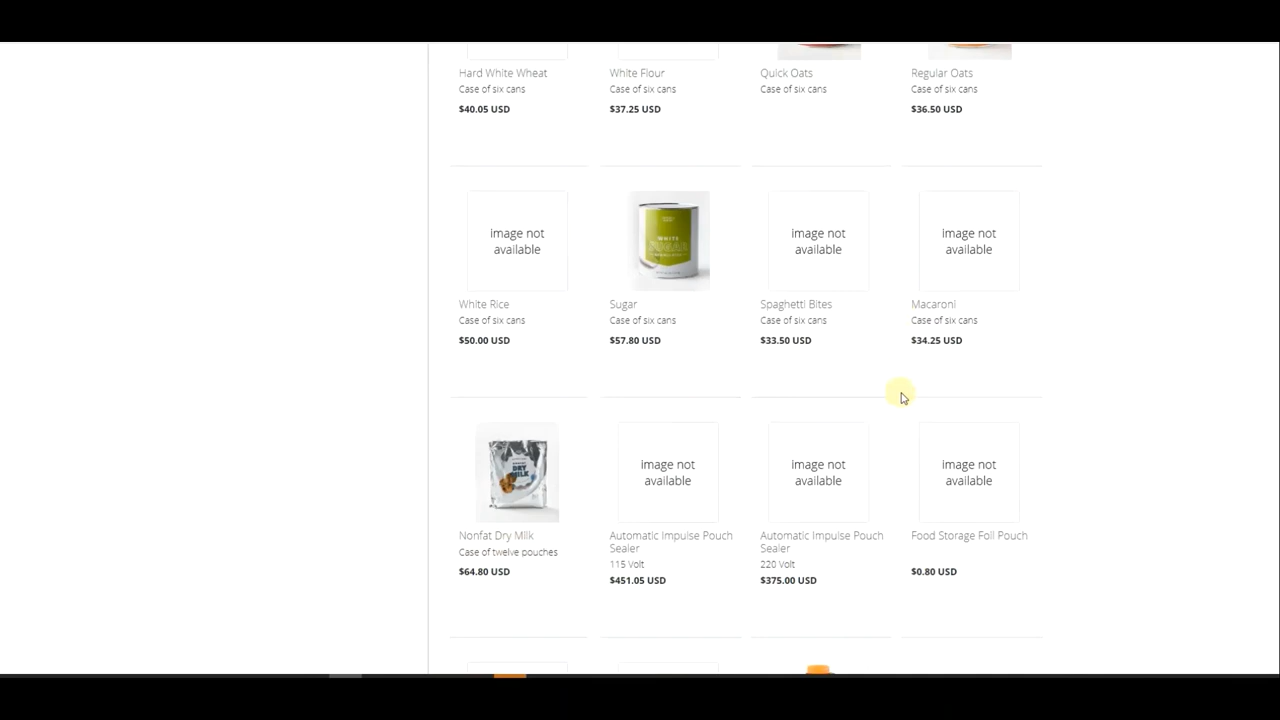 Hard White Wheat
Case of six cans
$40.05 USD
White Flour
Case of six cans
$37.25 USD
Quick Oats
Case of six cans
Regular Oats
Case of six cans
$36.50 USD
image not
available
White Rice
Case of six cans
$50.00 USD
WHITE
SUGAR
Sugar
Case of six cans
$57.80 USD
image not
available
Spaghetti Bites
Case of six cans
$33.50 USD
image not
available
Macaroni
Case of six cans
$34.25 USD
DRY
MILK
Nonfat Dry Milk
Case of twelve pouches
$64.80 USD
image not
available
Automatic Impulse Pouch
Sealer
115 Volt
$451.05 USD
image not
available
Automatic Impulse Pouch
Sealer
220 Volt
$375.00 USD
image not
available
Food Storage Foil Pouch
$0.80 USD